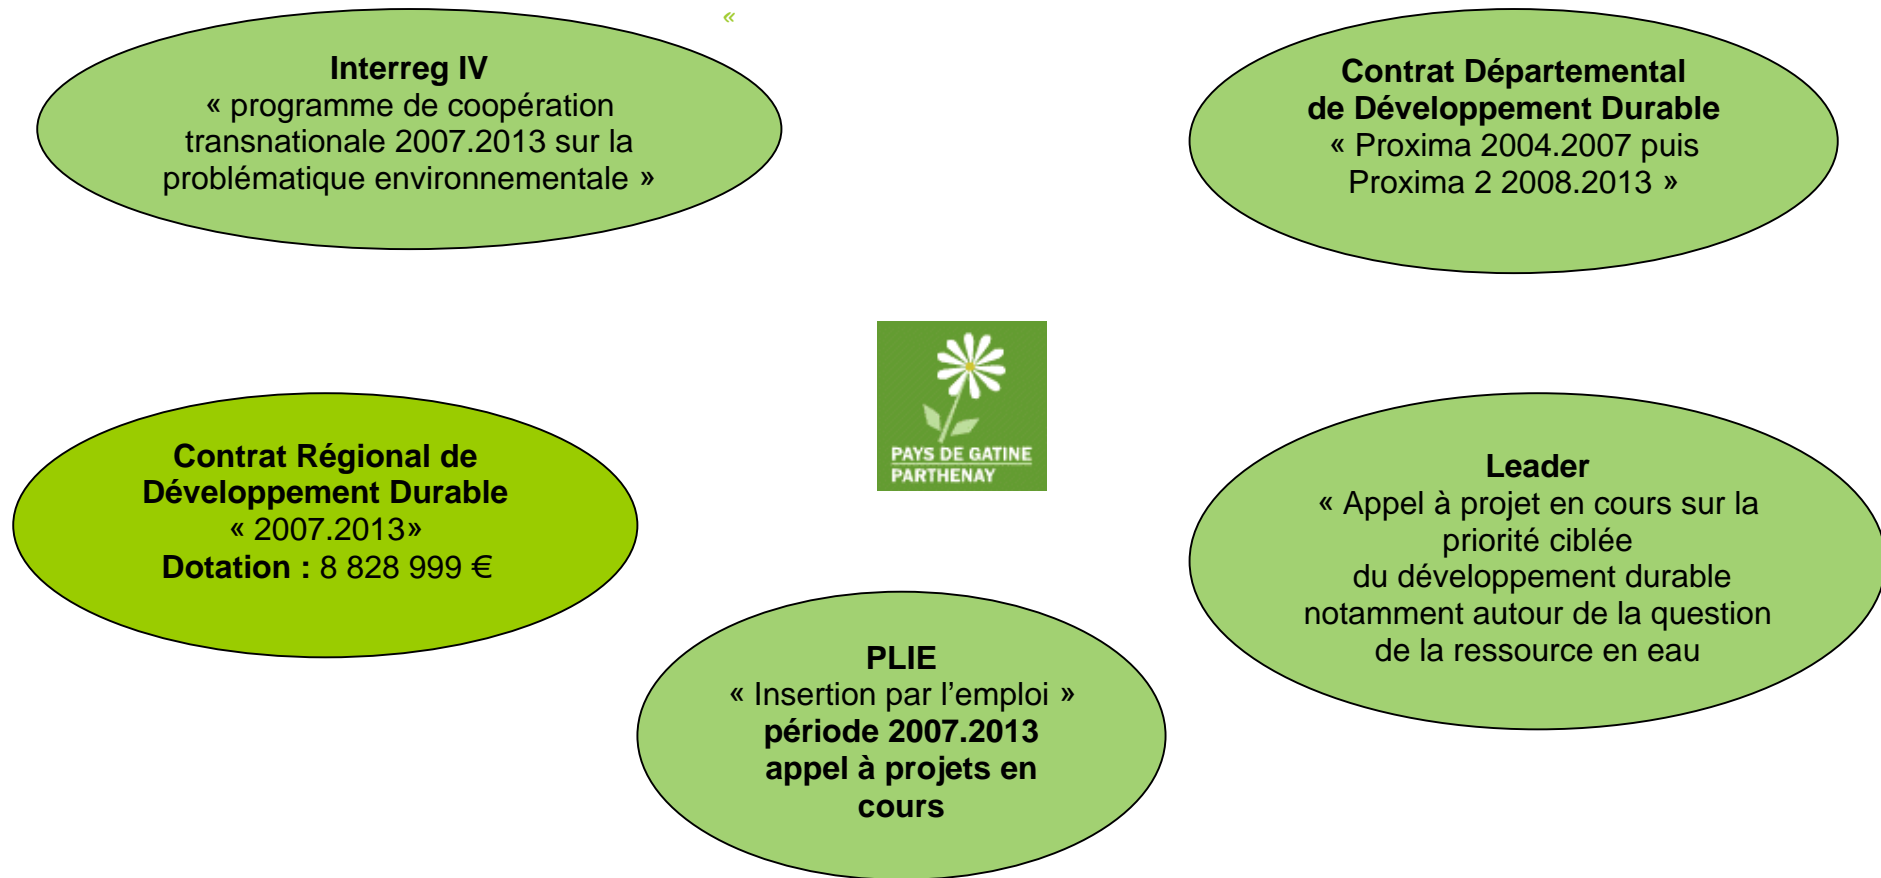 «
Interreg IV
« programme de coopération
transnationale 2007.2013 sur la
problématique environnementale »
Contrat Départemental
de Développement Durable
« Proxima 2004.2007 puis
Proxima 2 2008.2013 »
PAYS DE GATINE
PARTHENAY
Contrat Régional de
Développement Durable
« 2007.2013»
Dotation : 8 828 999 €
Leader
« Appel à projet en cours sur la
priorité ciblée
du développement durable
notamment autour de la question
de la ressource en eau
PLIE
« Insertion par l’emploi »
période 2007.2013
appel à projets en
cours